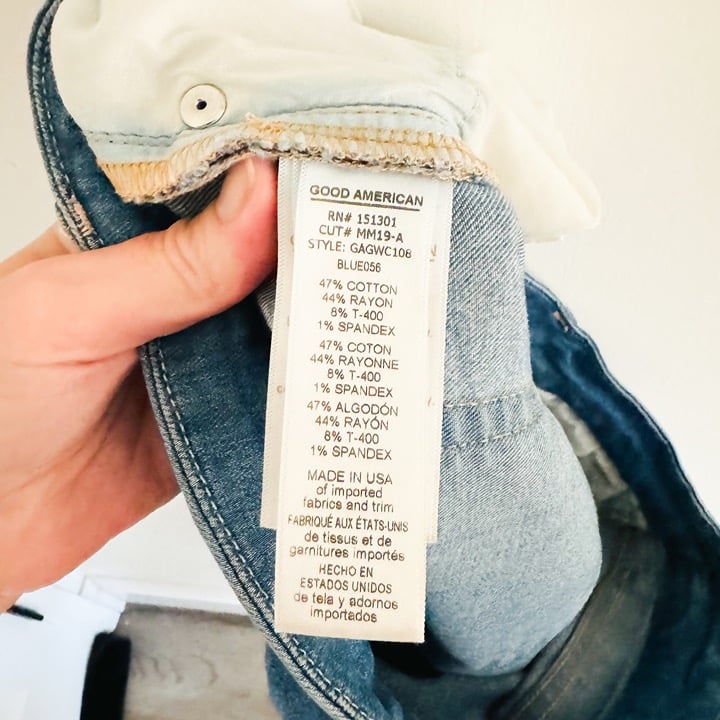 GOOD AMERICAN
RN# 151301
CUT# MM19-A
STYLE: GAGWC108
BLUE056
47% COTTON
44% RAYON
8% T-400
1% SPANDEX
47% COTON
44% RAYONNE
8% T-400
1% SPANDEX
47% ALGODÓN
44% RAYÓN
8% T-400
1% SPANDEX
MADE IN USA
of imported
fabrics and trim
FABRIQUÉ AUX ÉTATS-UNIS
de tissus et de
garnitures importés
HECHO EN
ESTADOS UNIDOS
de tela y adornos
importados